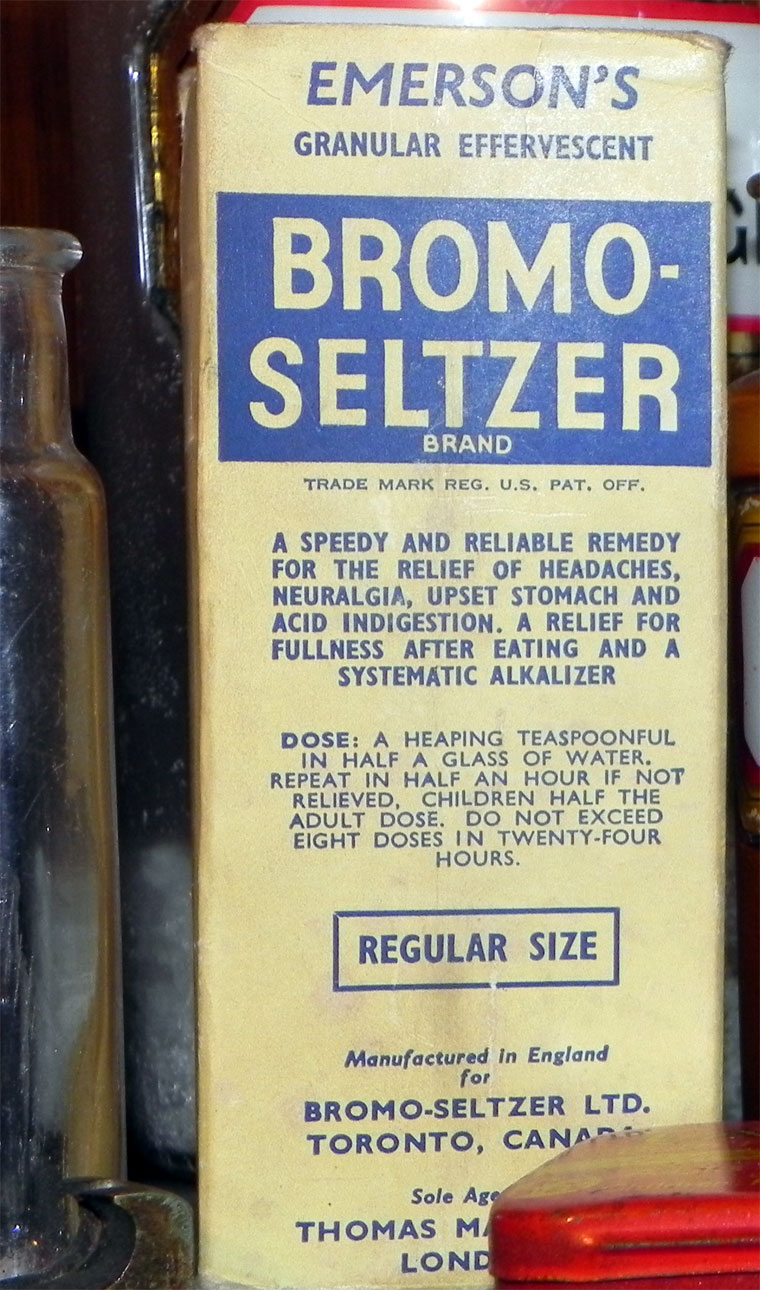 EMERSON'S
GRANULAR EFFERVESCENT
BROMO-
SELTZER
BRAND
TRADE MARK REG. U.S. PAT. OFF.
A SPEEDY AND RELIABLE REMEDY
FOR THE RELIEF OF HEADACHES,
NEURALGIA, UPSET STOMACH AND
ACID INDIGESTION. A RELIEF FOR
FULLNESS AFTER EATING AND A
SYSTEMATIC ALKALIZER
DOSE: A HEAPING TEASPOONFUL
IN HALF A GLASS OF WATER.
REPEAT IN HALF AN HOUR IF NOT
RELIEVED, CHILDREN HALF THE
ADULT DOSE. DO NOT EXCEED
EIGHT DOSES IN TWENTY-FOUR
HOURS.
REGULAR SIZE
Manufactured in England
for
BROMO-SELTZER LTD.
TORONTO, CANADA
Sole
THOMAS